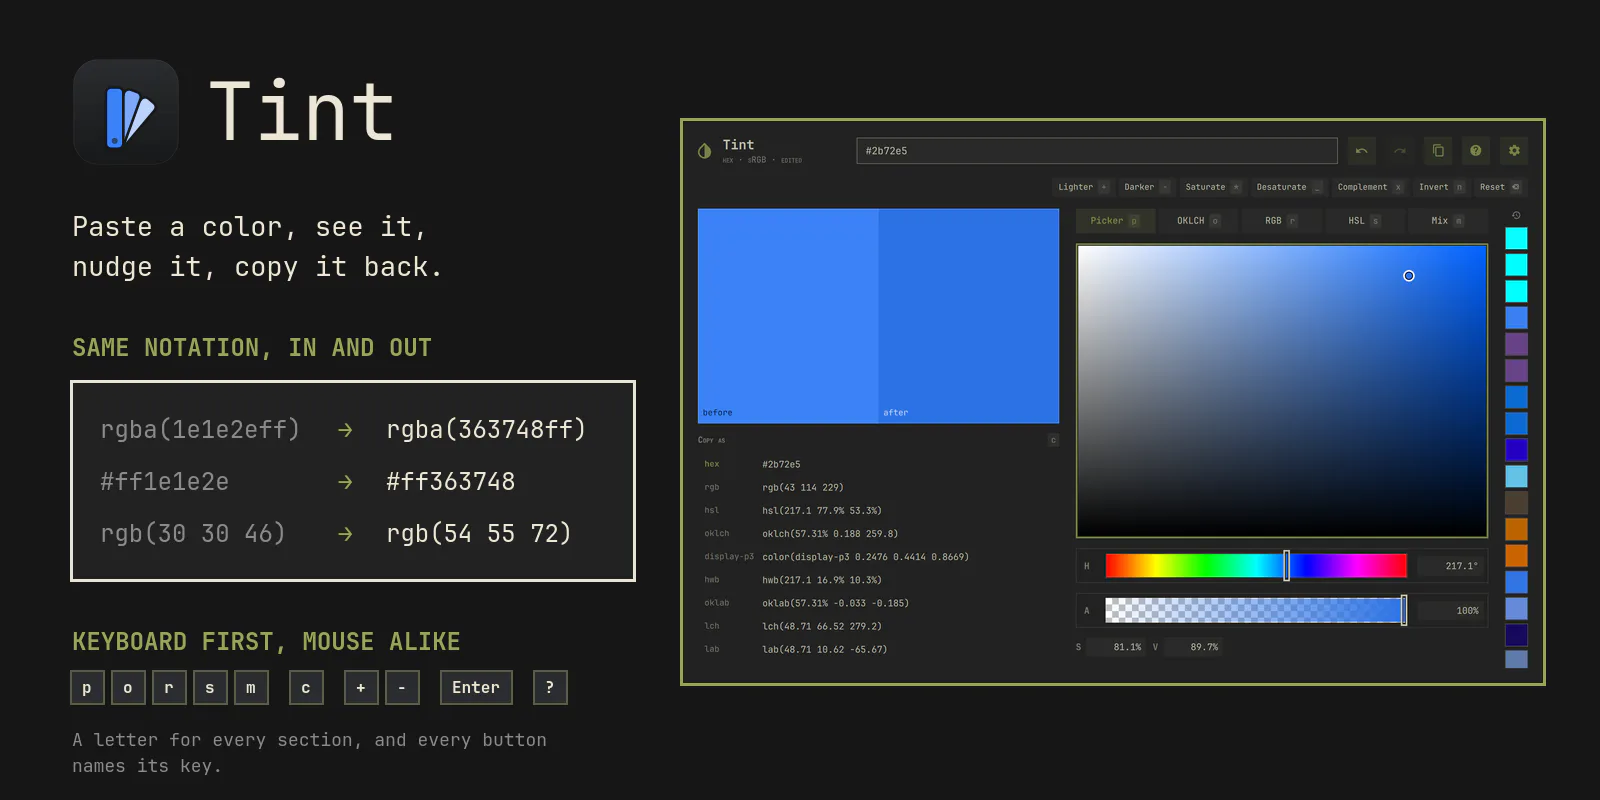 Tint
Paste a color, see it,
nudge it, copy it back.
SAME NOTATION, IN AND OUT
rgba(1e1e2eff) → rgba(363748ff)
#ff1e1e2e → #ff363748
rgb(30 30 46) → rgb(54 55 72)
KEYBOARD FIRST, MOUSE ALIKE
p o r s m c + - Enter ?
A letter for every section, and every button
names its key.
Tint
HEX · sRGB · EDITED
#2b72e5
Lighter + Darker - Saturate * Desaturate _ Complement x Invert n Reset ⌫
before
after
Picker p OKLCH o RGB r HSL s Mix m
Copy as c
hex #2b72e5
rgb rgb(43 114 229)
hsl hsl(217.1 77.9% 53.3%)
oklch oklch(57.31% 0.188 259.8)
display-p3 color(display-p3 0.2476 0.4414 0.8669)
hwb hwb(217.1 16.9% 10.3%)
oklab oklab(57.31% -0.033 -0.185)
lch lch(48.71 66.52 279.2)
lab lab(48.71 10.62 -65.67)
H 217.1°
A 100%
S 81.1% V 89.7%